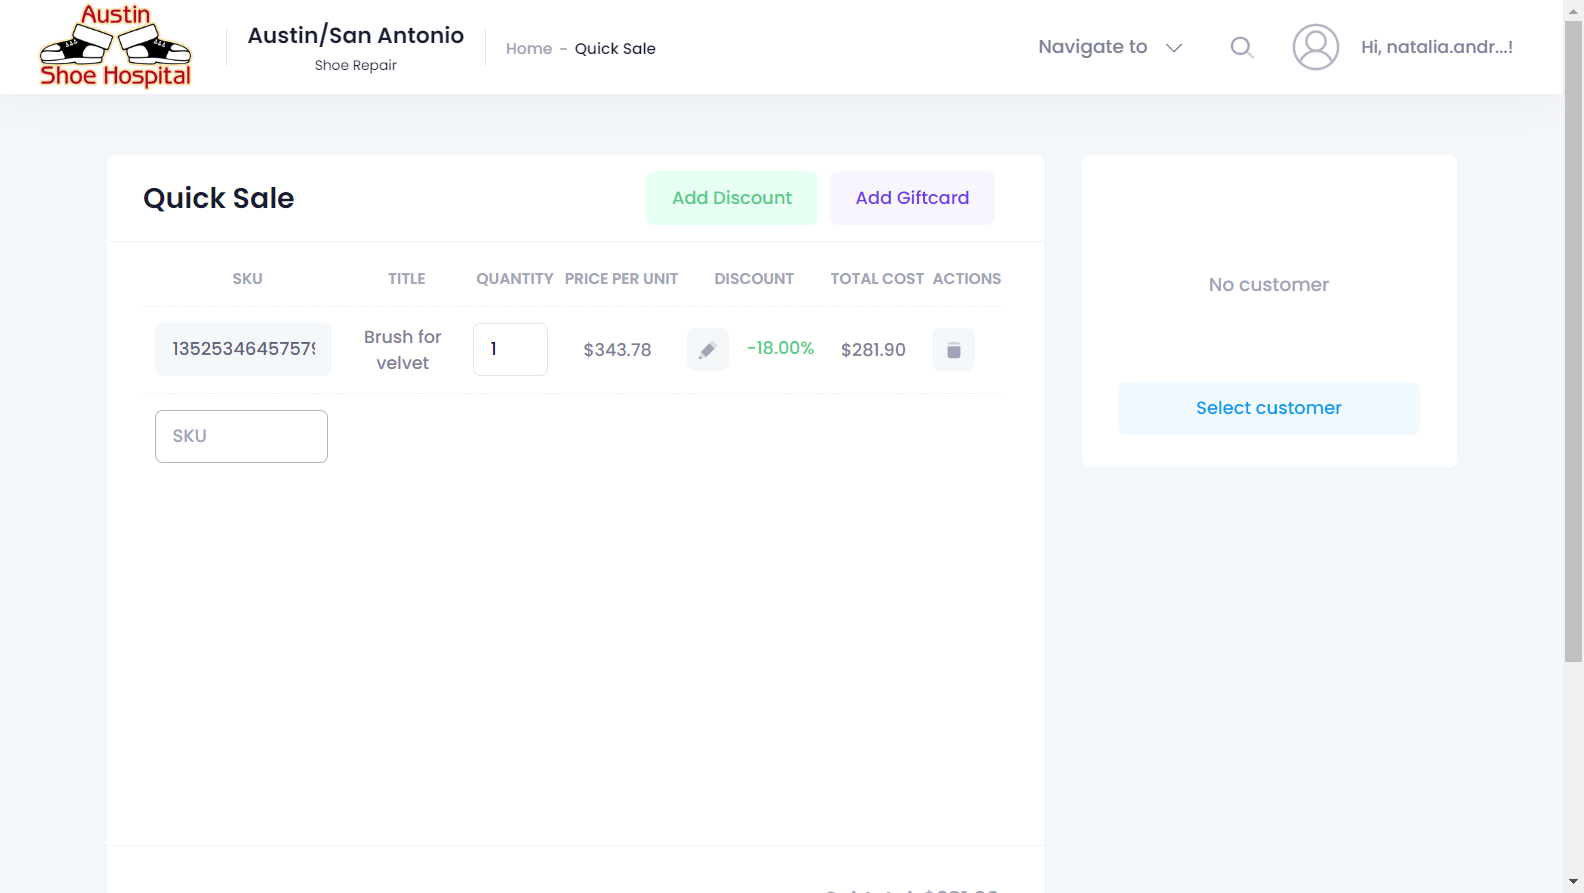 Austin
Shoe Hospital
Austin/San Antonio
Shoe Repair
Home - Quick Sale
Navigate to
Hi, natalia.andr...!
Quick Sale
Add Discount
Add Giftcard
SKU TITLE QUANTITY PRICE PER UNIT DISCOUNT TOTAL COST ACTIONS
13525346457579 Brush for velvet 1 $343.78 -18.00% $281.90
SKU
No customer
Select customer